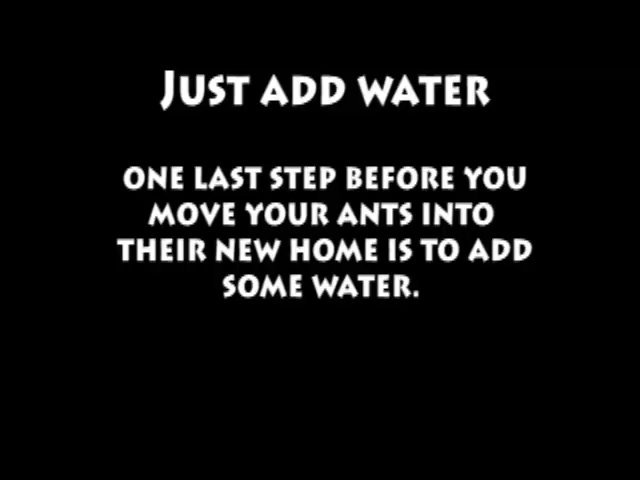 Just add water
one last step before you
move your ants into
their new home is to add
some water.